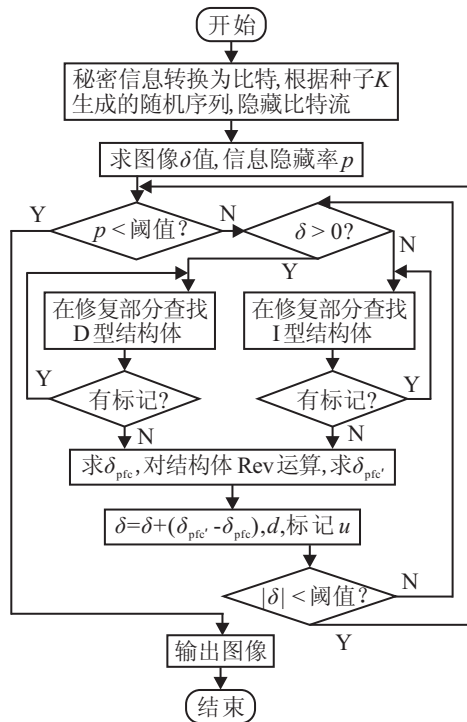 开始
秘密信息转换为比特,根据种子K
生成的随机序列,隐藏比特流
求图像δ值,信息隐藏率p
Y
p<阈值?
N
δ>0?
N
Y
在修复部分查找
D型结构体
在修复部分查找
I型结构体
Y
有标记?
N
有标记?
Y
N
求δpfc,对结构体Rev运算,求δpfc'
δ=δ+(δpfc'-δpfc),d,标记u
|δ|<阈值?
N
Y
输出图像
结束